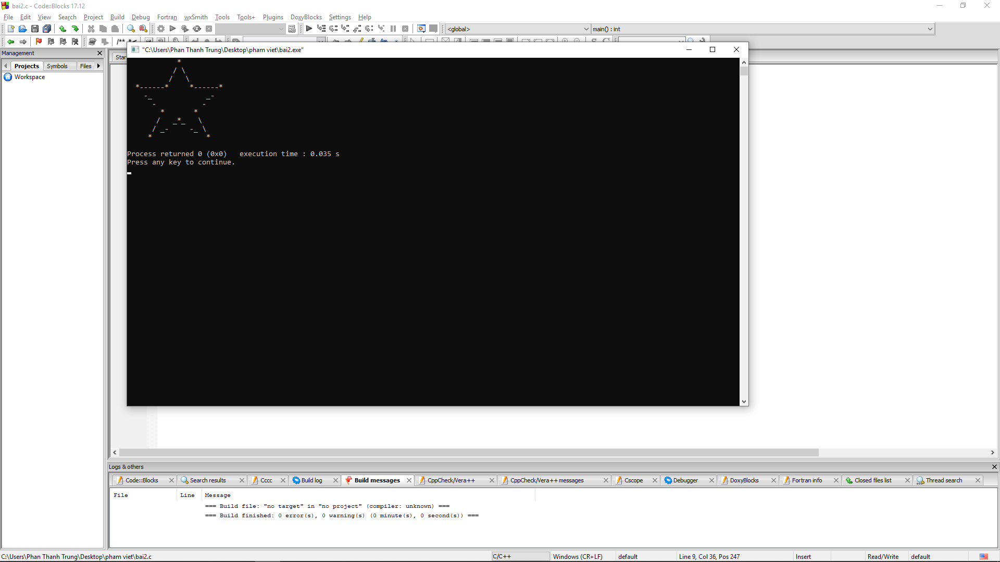 bai2.c - Code::Blocks 17.12
File Edit View Search Project Build Debug Fortran wxSmith Tools Tools+ Plugins DoxyBlocks Settings Help
<global> main() : int
Management
Projects Symbols Files
Workspace
"C:\Users\Phan Thanh Trung\Desktop\pham viet\bai2.exe"
            *
           / \
          /   \
  *------*     *------*
    -_             _-
      -           -
        *       *
       /   _*_   \
      / _-     -_ \
     *             *
Process returned 0 (0x0)   execution time : 0.035 s
Press any key to continue.
Logs & others
Code::Blocks Search results Cccc Build log Build messages CppCheck/Vera++ CppCheck/Vera++ messages Cscope Debugger DoxyBlocks Fortran info Closed files list Thread search
File Line Message
=== Build file: "no target" in "no project" (compiler: unknown) ===
=== Build finished: 0 error(s), 0 warning(s) (0 minute(s), 0 second(s)) ===
C:\Users\Phan Thanh Trung\Desktop\pham viet\bai2.c C/C++ Windows (CR+LF) default Line 9, Col 36, Pos 247 Insert Read/Write default